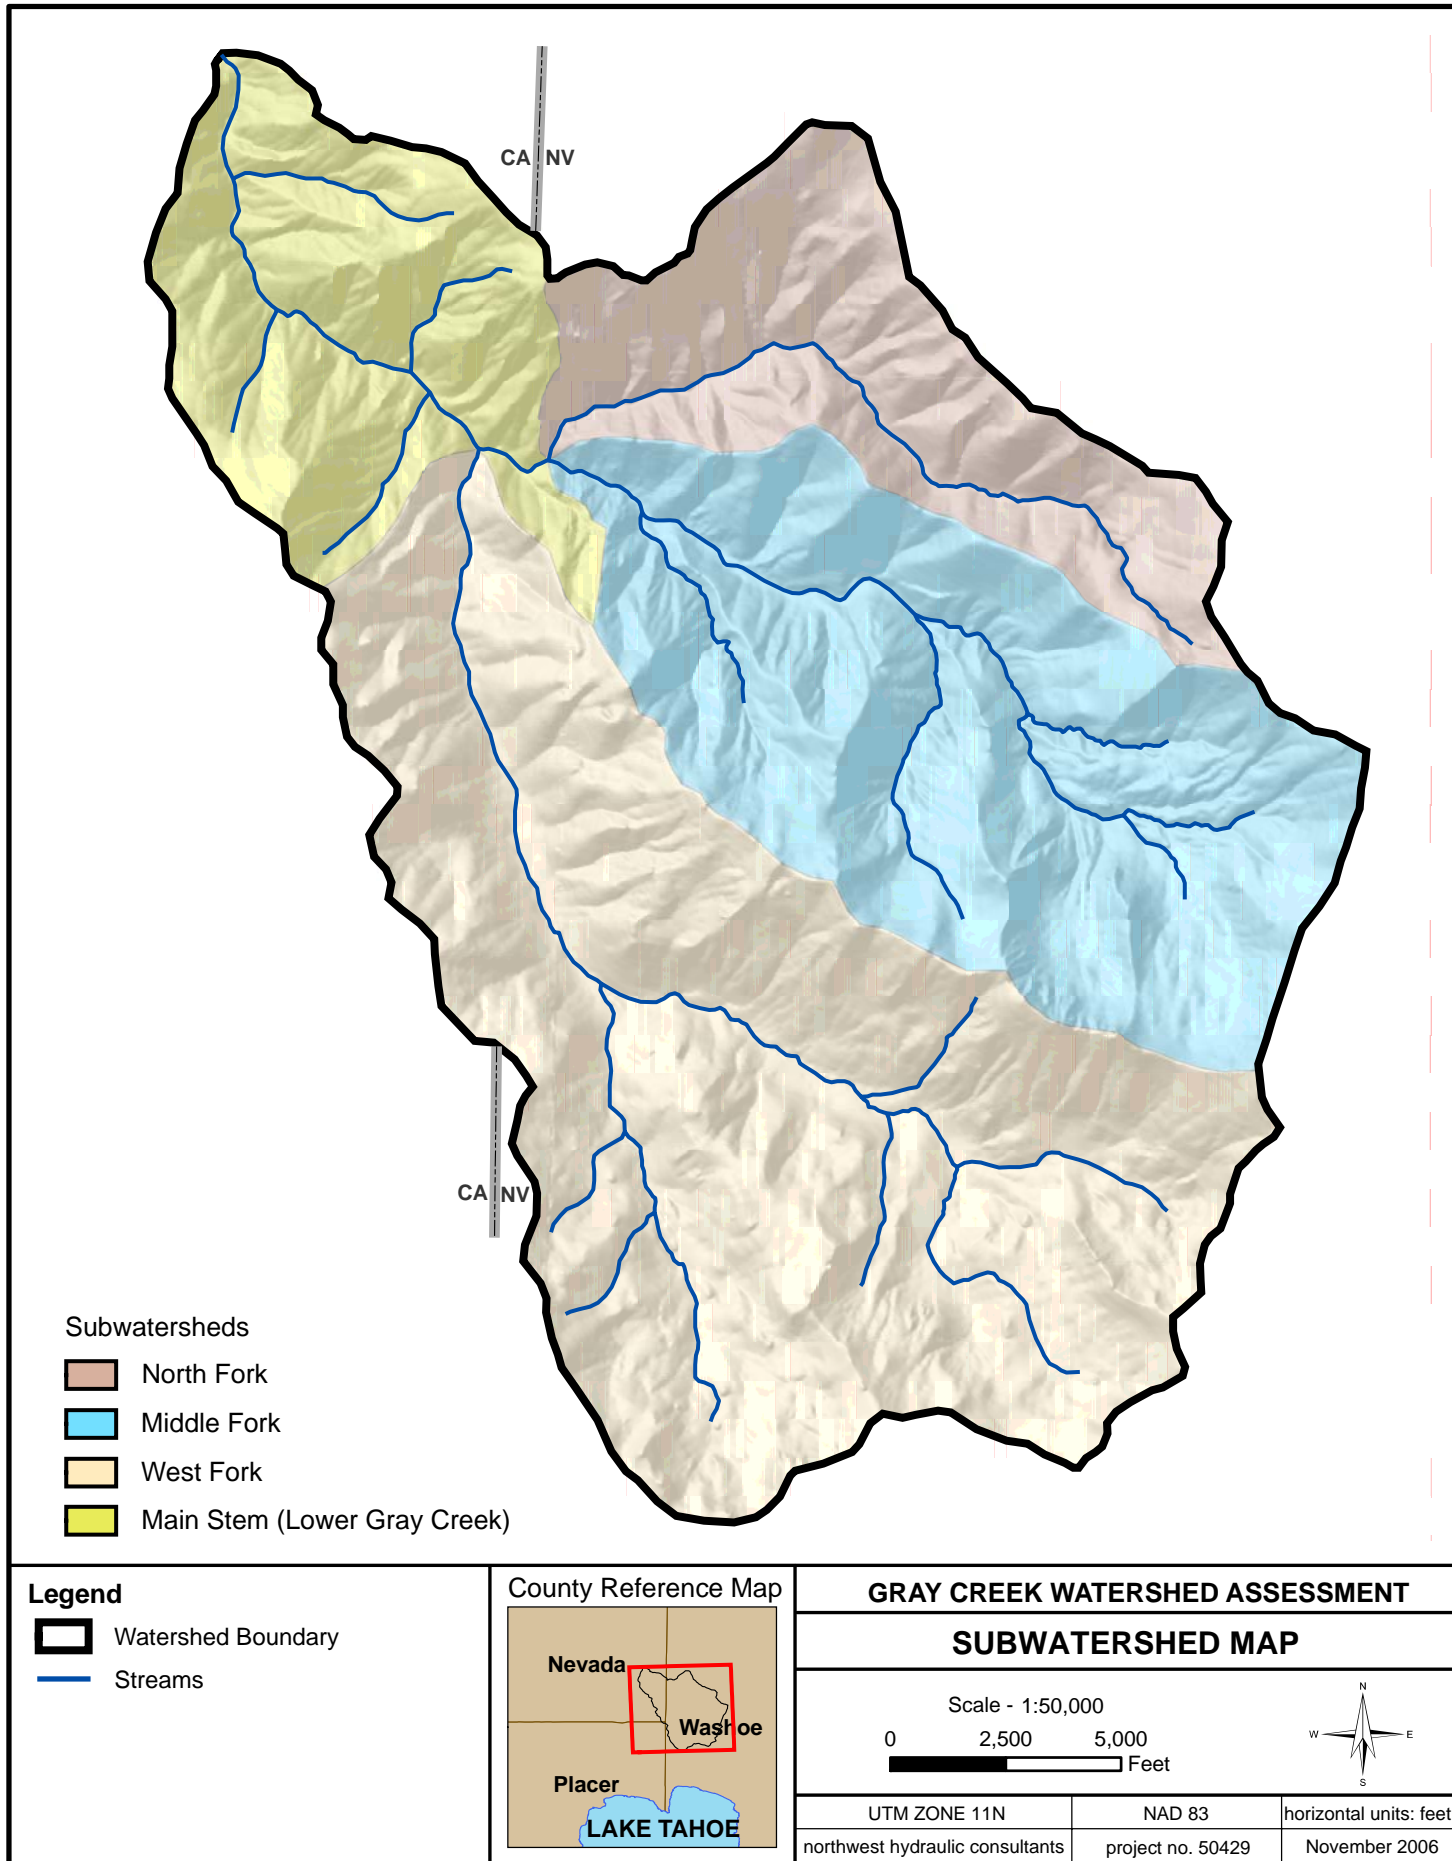 CA NV
CA NV
Subwatersheds
North Fork
Middle Fork
West Fork
Main Stem (Lower Gray Creek)
Legend
Watershed Boundary
Streams
County Reference Map
Nevada
Washoe
Placer
LAKE TAHOE
GRAY CREEK WATERSHED ASSESSMENT
SUBWATERSHED MAP
Scale - 1:50,000
0 2,500 5,000
Feet
N
W E
S
UTM ZONE 11N NAD 83 horizontal units: feet
northwest hydraulic consultants project no. 50429 November 2006